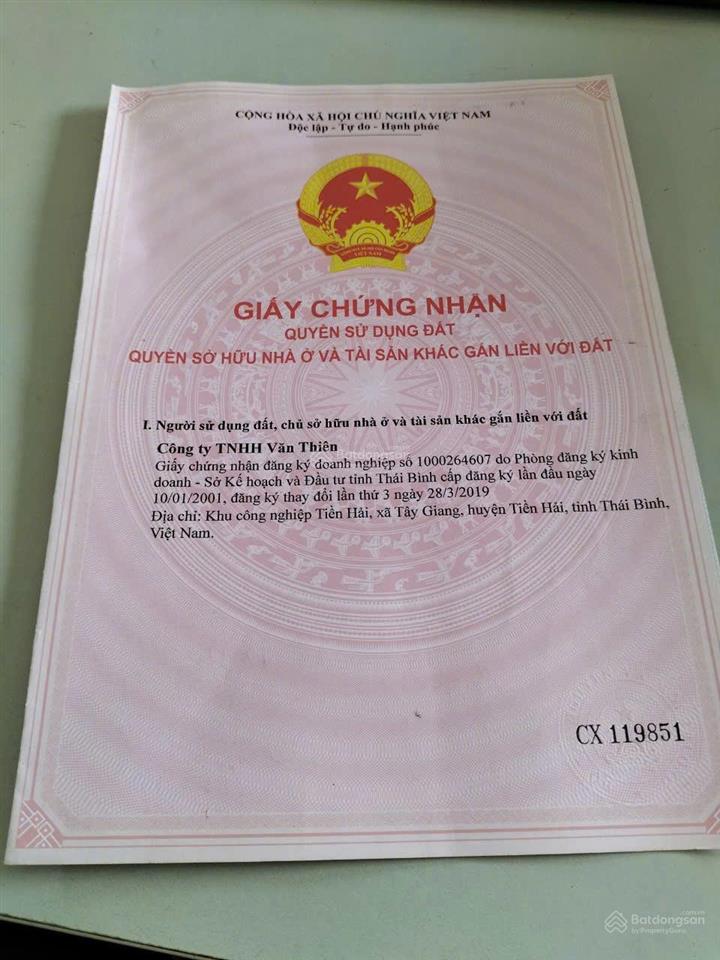 CỘNG HÒA XÃ HỘI CHỦ NGHĨA VIỆT NAM
Độc lập - Tự do - Hạnh phúc
VIỆT NAM
GIẤY CHỨNG NHẬN
QUYỀN SỬ DỤNG ĐẤT
QUYỀN SỞ HỮU NHÀ Ở VÀ TÀI SẢN KHÁC GẮN LIỀN VỚI ĐẤT
I. Người sử dụng đất, chủ sở hữu nhà ở và tài sản khác gắn liền với đất
Công ty TNHH Văn Thiên
Giấy chứng nhận đăng ký doanh nghiệp số 1000264607 do Phòng đăng ký kinh
doanh - Sở Kế hoạch và Đầu tư tỉnh Thái Bình cấp đăng ký lần đầu ngày
10/01/2001, đăng ký thay đổi lần thứ 3 ngày 28/3/2019
Địa chỉ: Khu công nghiệp Tiền Hải, xã Tây Giang, huyện Tiền Hải, tỉnh Thái Bình,
Việt Nam.
Batdongsan
CX 119851
Batdongsan
.com.vn
by PropertyGuru